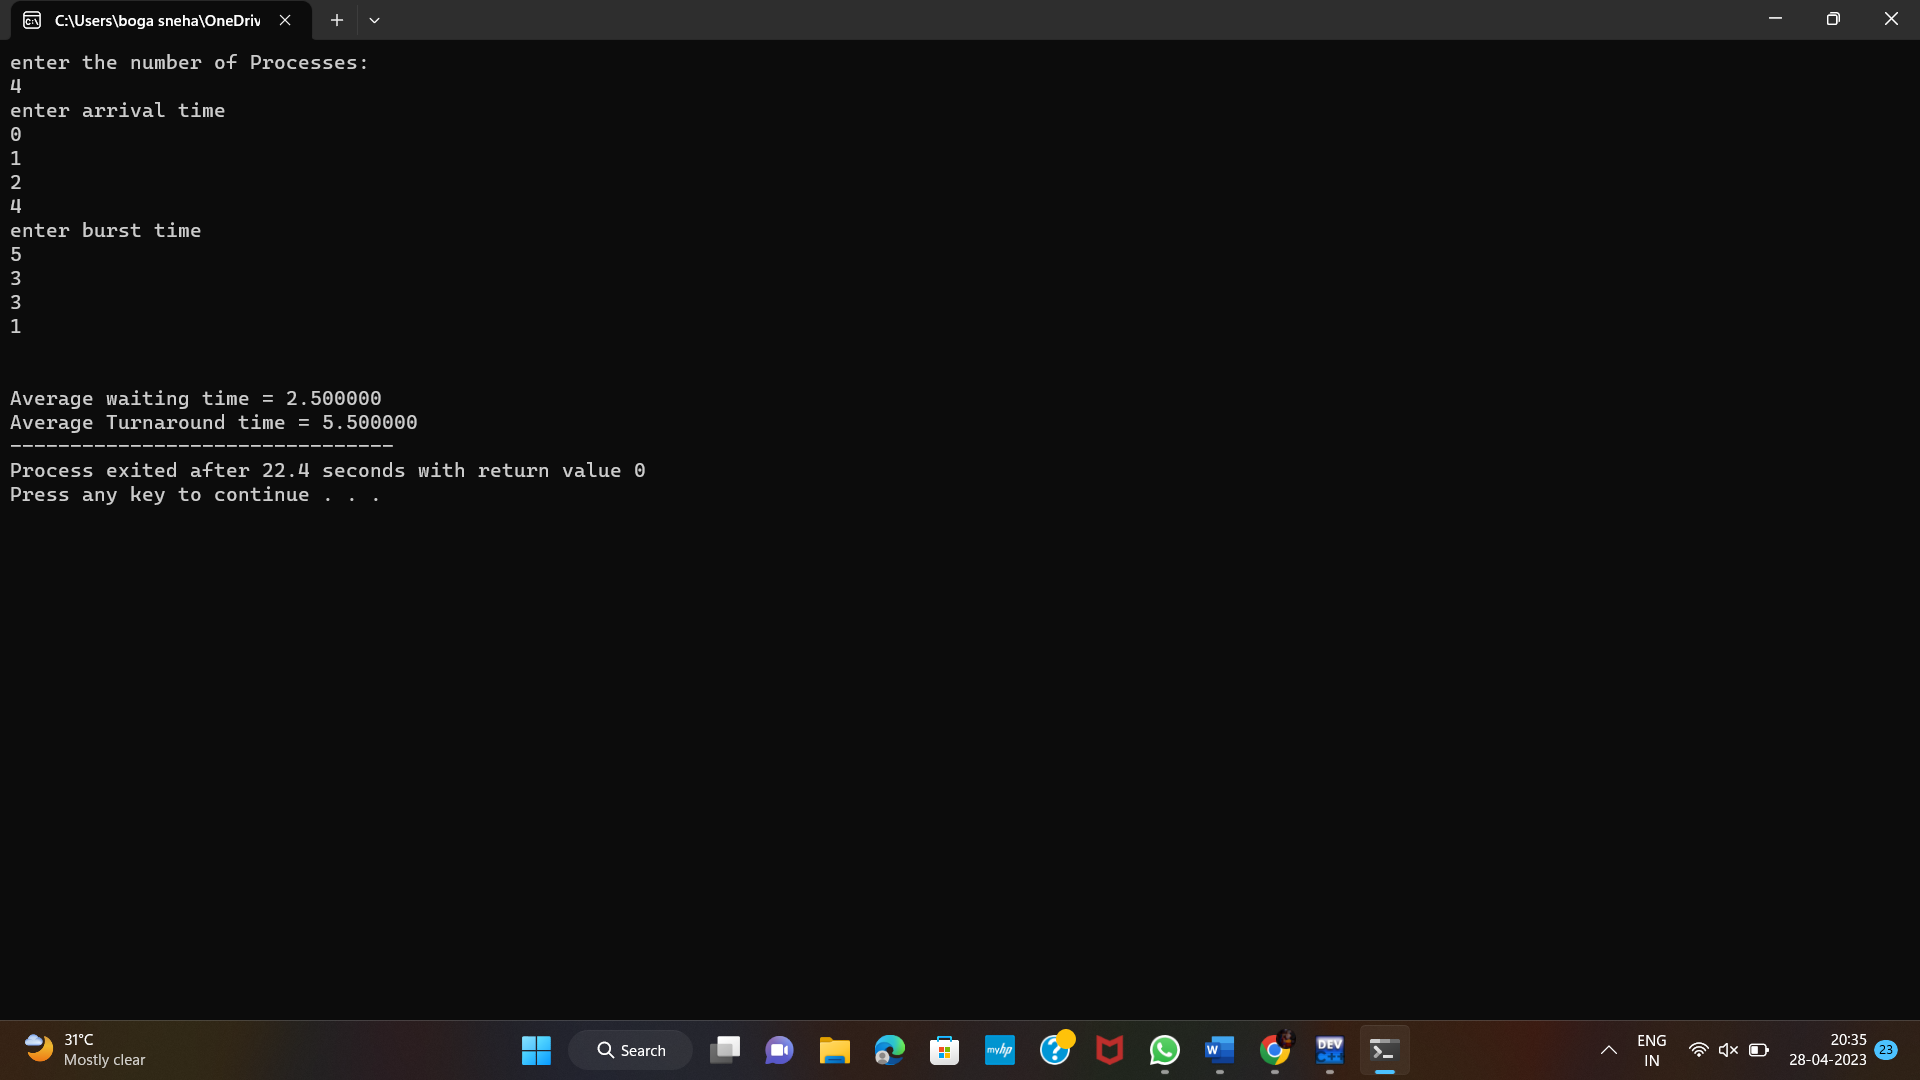 C:\Users\boga sneha\OneDriv
enter the number of Processes:
4
enter arrival time
0
1
2
4
enter burst time
5
3
3
1
Average waiting time = 2.500000
Average Turnaround time = 5.500000
--------------------------------
Process exited after 22.4 seconds with return value 0
Press any key to continue . . .
31°C
Mostly clear
Search
myhp
W
DEV
C++
ENG
IN
20:35
28-04-2023
23